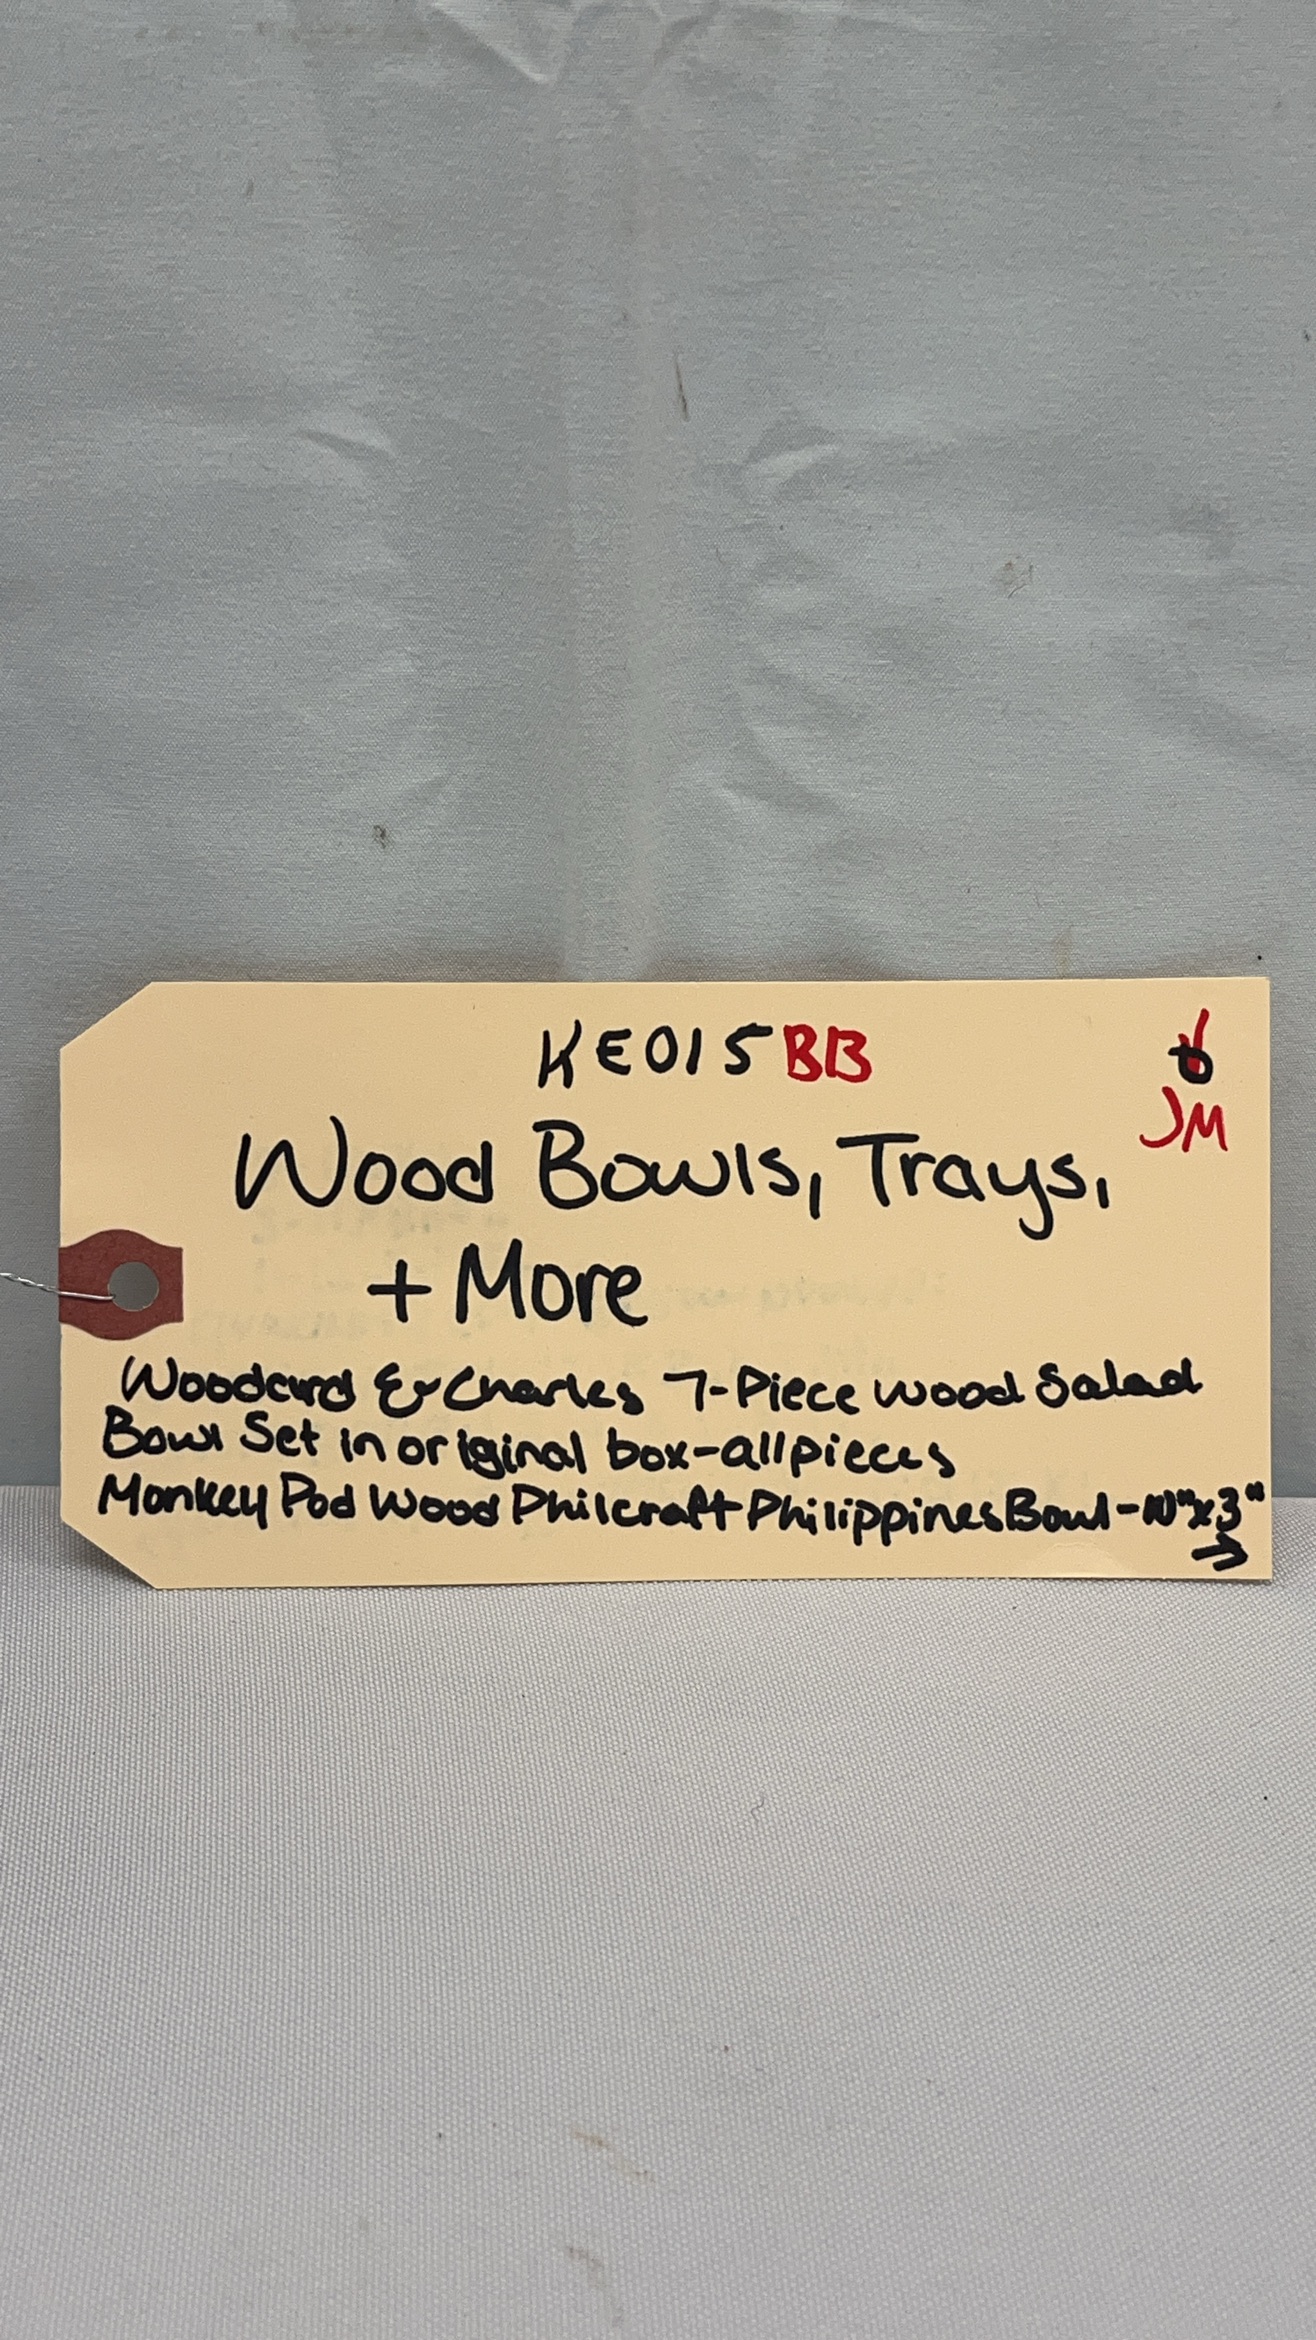 KE015BB
JM
Wood Bowls, Trays,
+ More
Woodard & Charles 7-Piece Wood Salad
Bowl Set in original box-all pieces
Monkey Pod Wood Philcraft Philippines Bowl-10"x3"
→